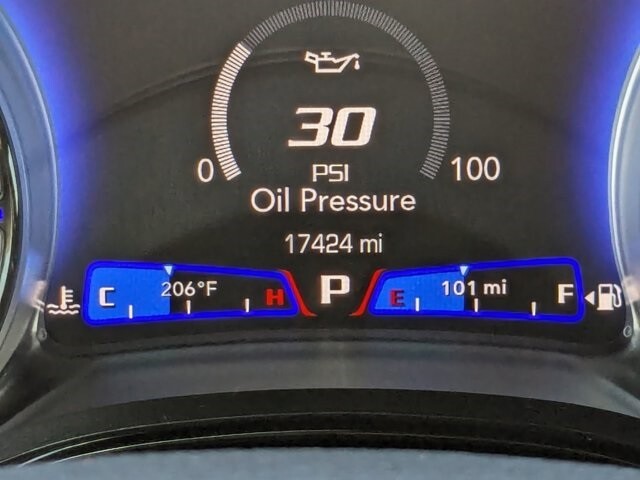 30
0 PSI 100
Oil Pressure
17424 mi
C 206°F H P E 101 mi F